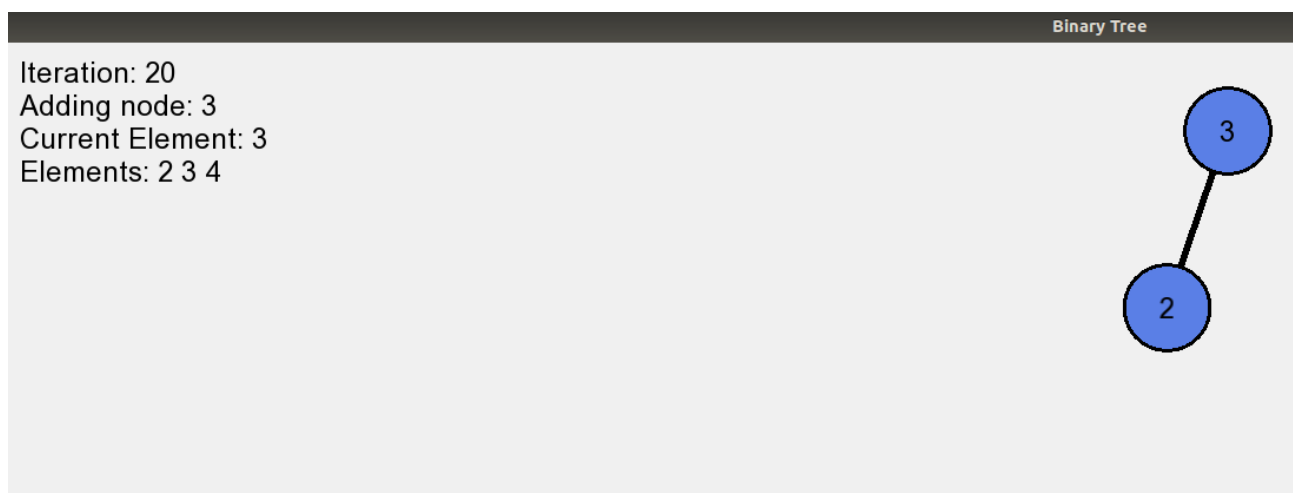 Binary Tree
Iteration: 20
Adding node: 3
Current Element: 3
Elements: 2 3 4
3
2